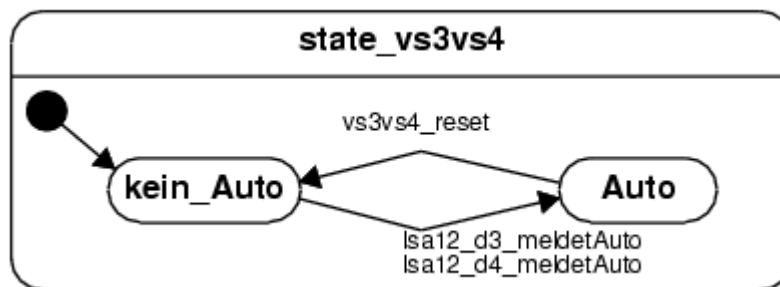 state_vs3vs4
vs3vs4_reset
kein_Auto
Auto
lsa12_d3_meldetAuto
lsa12_d4_meldetAuto